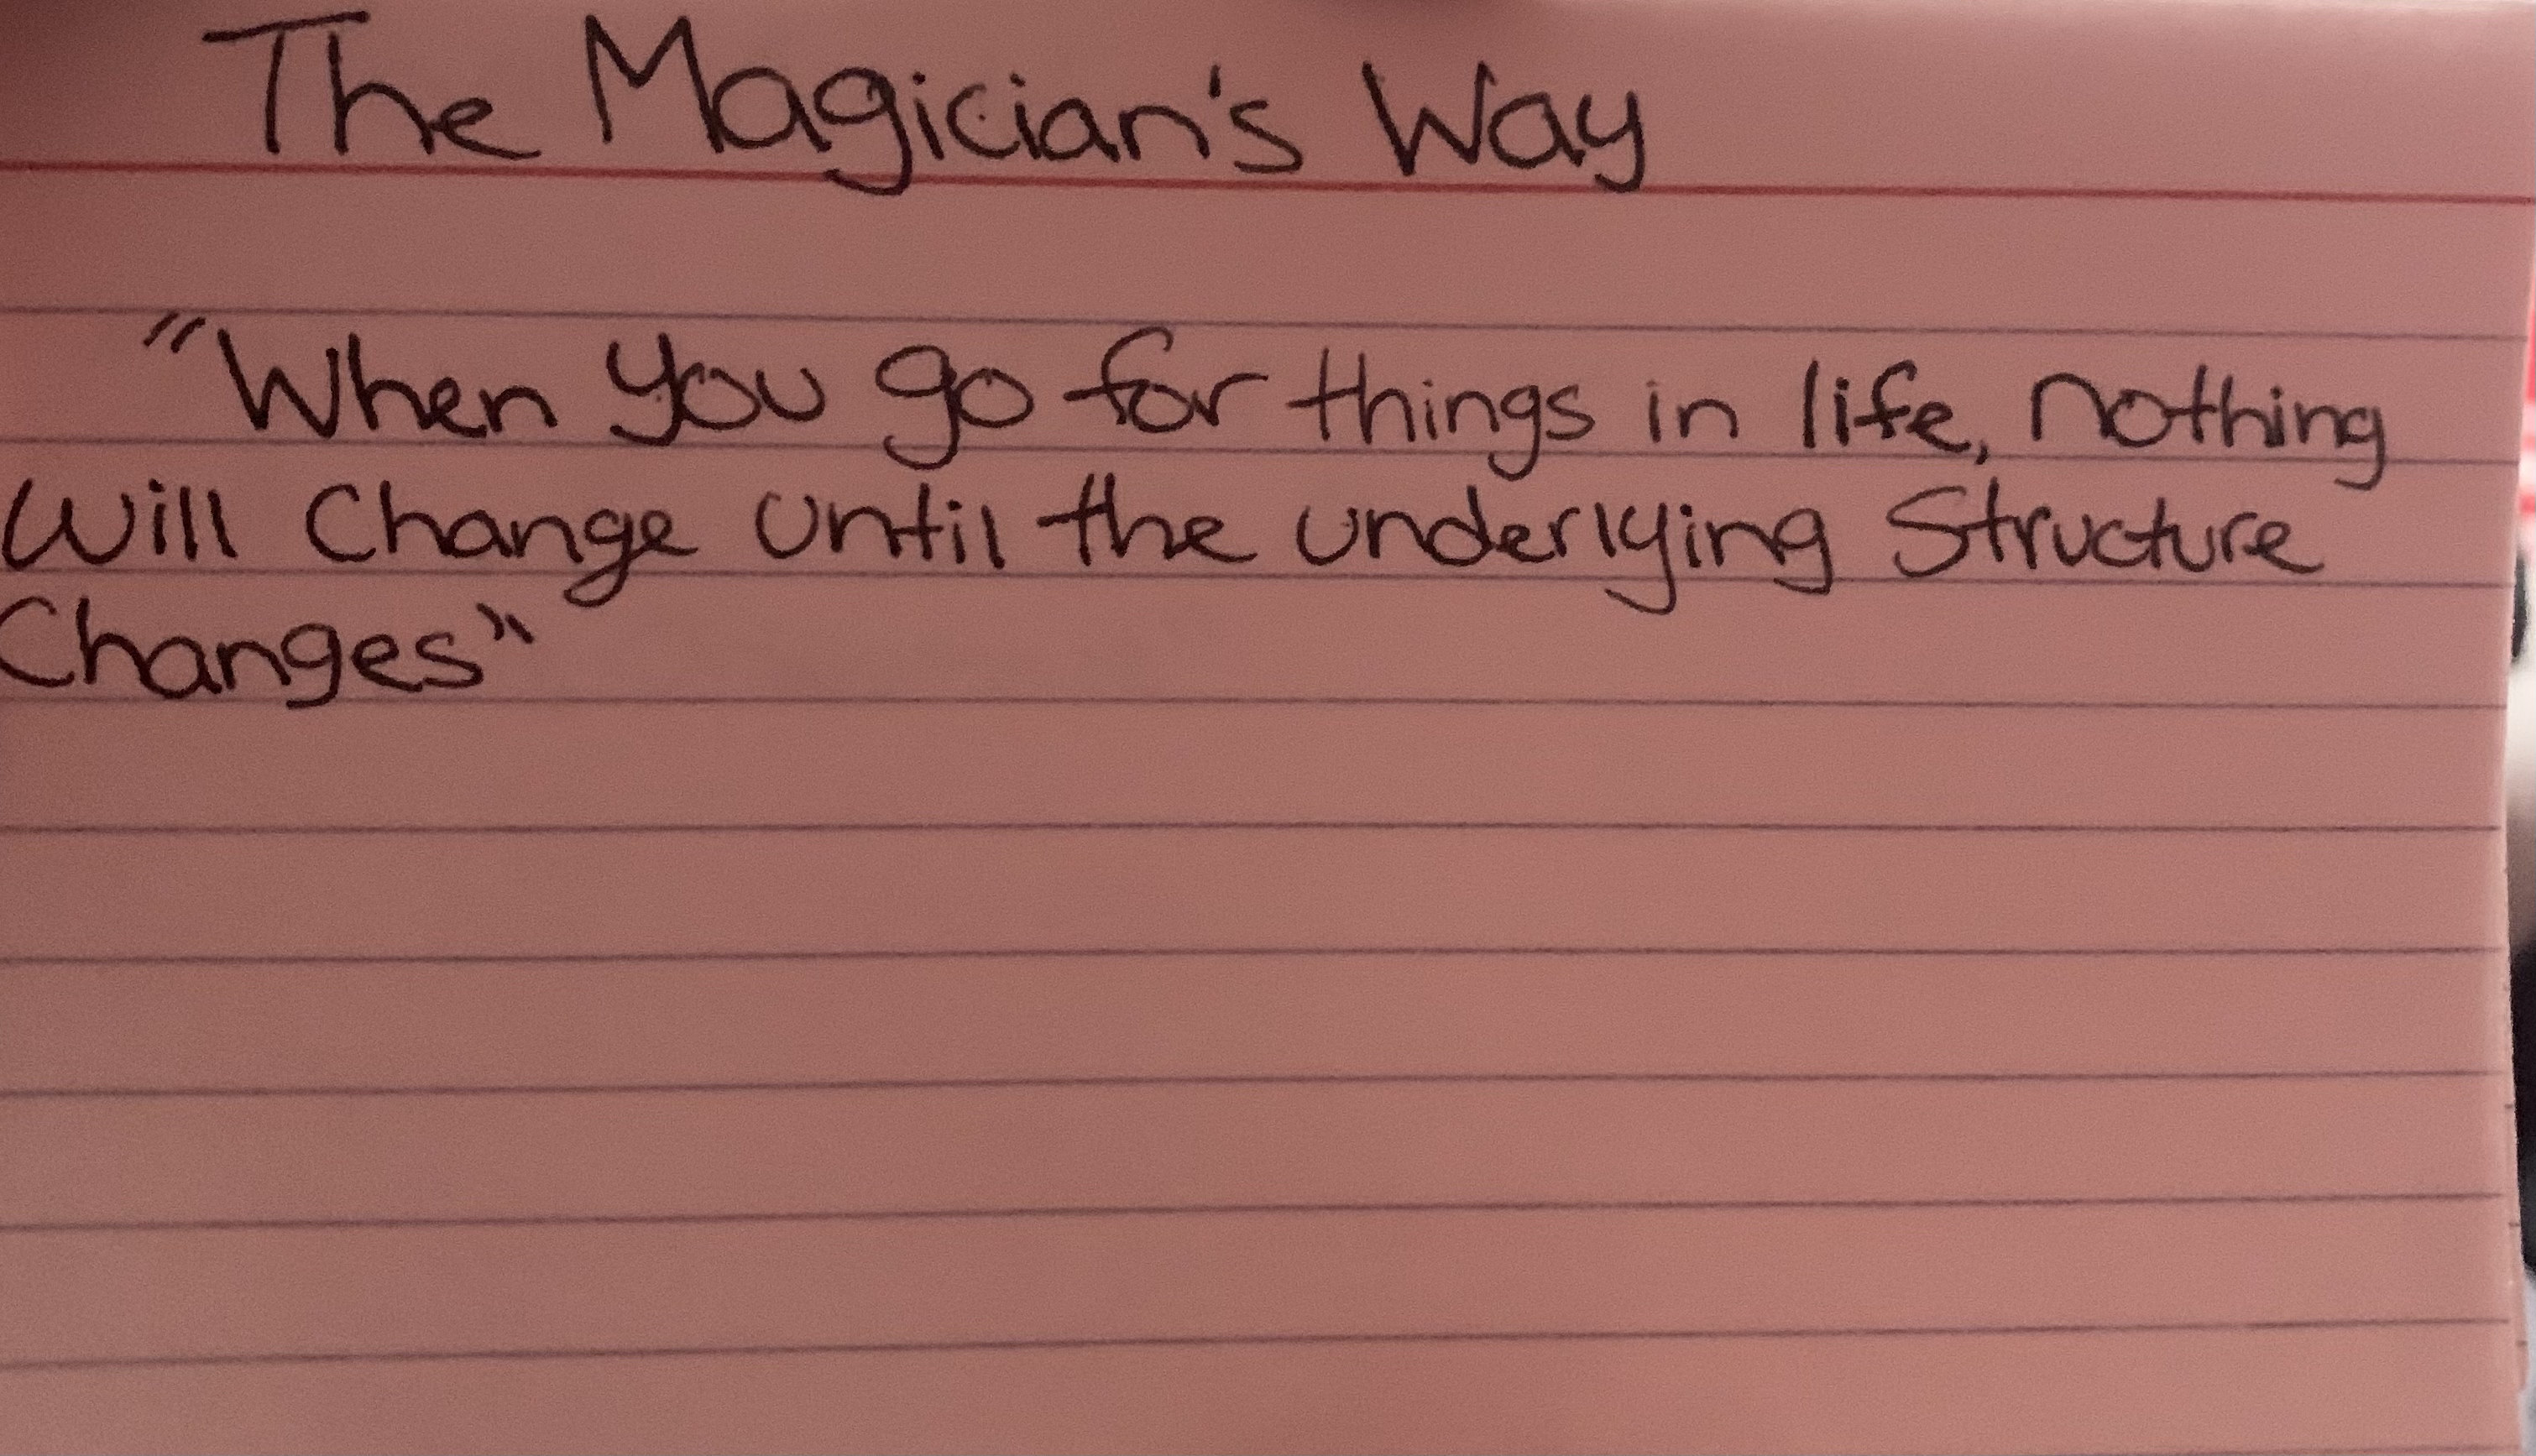 The Magician's Way
"When you go for things in life, nothing
Will Change until the underlying Structure
Changes"